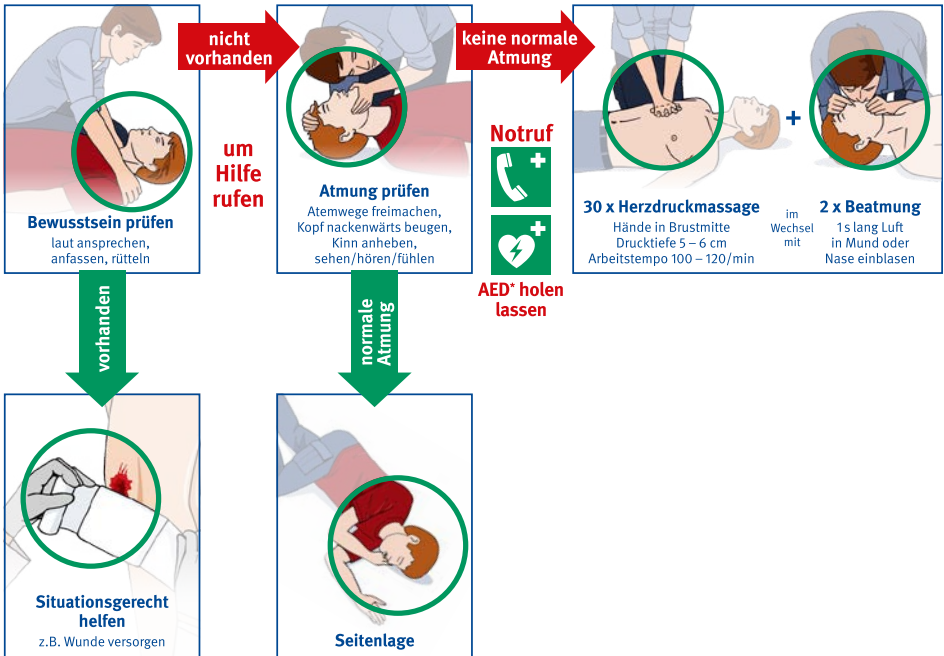 nicht
vorhanden
keine normale
Atmung
um
Hilfe
rufen
Notruf
AED* holen
lassen
Bewusstsein prüfen
laut ansprechen,
anfassen, rütteln
Atmung prüfen
Atemwege freimachen,
Kopf nackenwärts beugen,
Kinn anheben,
sehen/hören/fühlen
30 x Herzdruckmassage
Hände in Brustmitte
Drucktiefe 5 – 6 cm
Arbeitstempo 100 – 120/min
+
im
Wechsel
mit
2 x Beatmung
1 s lang Luft
in Mund oder
Nase einblasen
vorhanden
normale
Atmung
Situationsgerecht
helfen
z.B. Wunde versorgen
Seitenlage